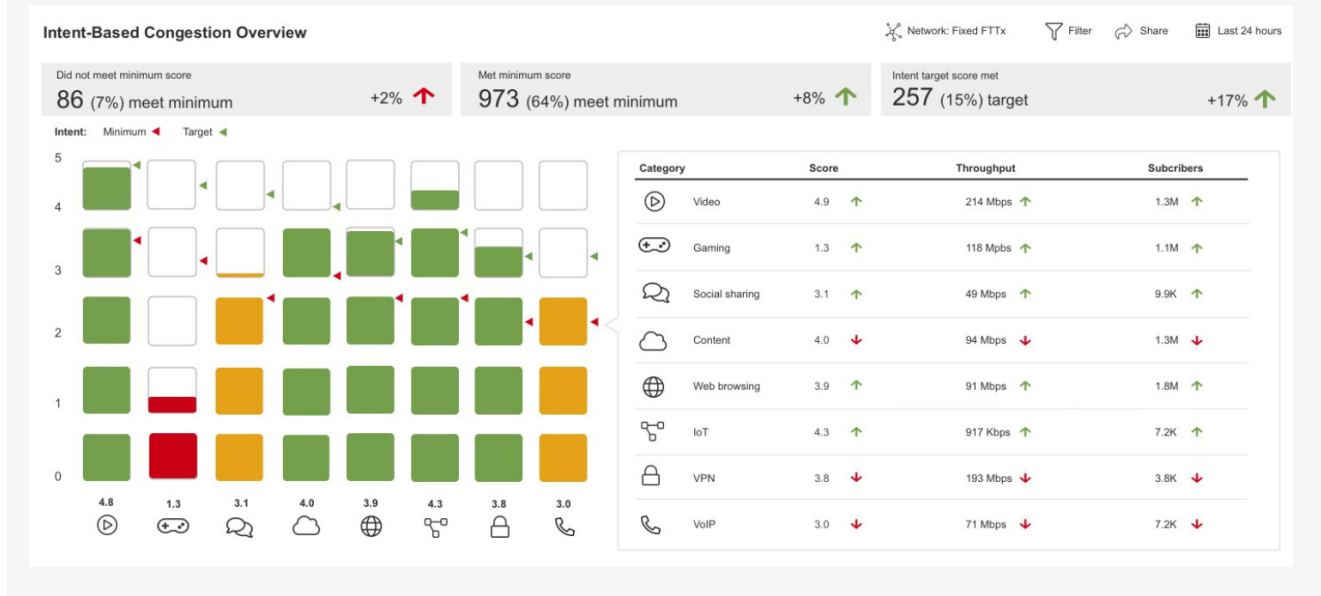 Intent-Based Congestion Overview
Network: Fixed FTTx
Filter
Share
Last 24 hours
Did not meet minimum score
86 (7%) meet minimum
+2%
Met minimum score
973 (64%) meet minimum
+8%
Intent target score met
257 (15%) target
+17%
Intent: Minimum Target
5
4
3
2
1
0
4.8 1.3 3.1 4.0 3.9 4.3 3.8 3.0
Category Score Throughput Subcribers
Video 4.9 214 Mbps 1.3M
Gaming 1.3 118 Mpbs 1.1M
Social sharing 3.1 49 Mbps 9.9K
Content 4.0 94 Mbps 1.3M
Web browsing 3.9 91 Mbps 1.8M
IoT 4.3 917 Kbps 7.2K
VPN 3.8 193 Mbps 3.8K
VoIP 3.0 71 Mbps 7.2K